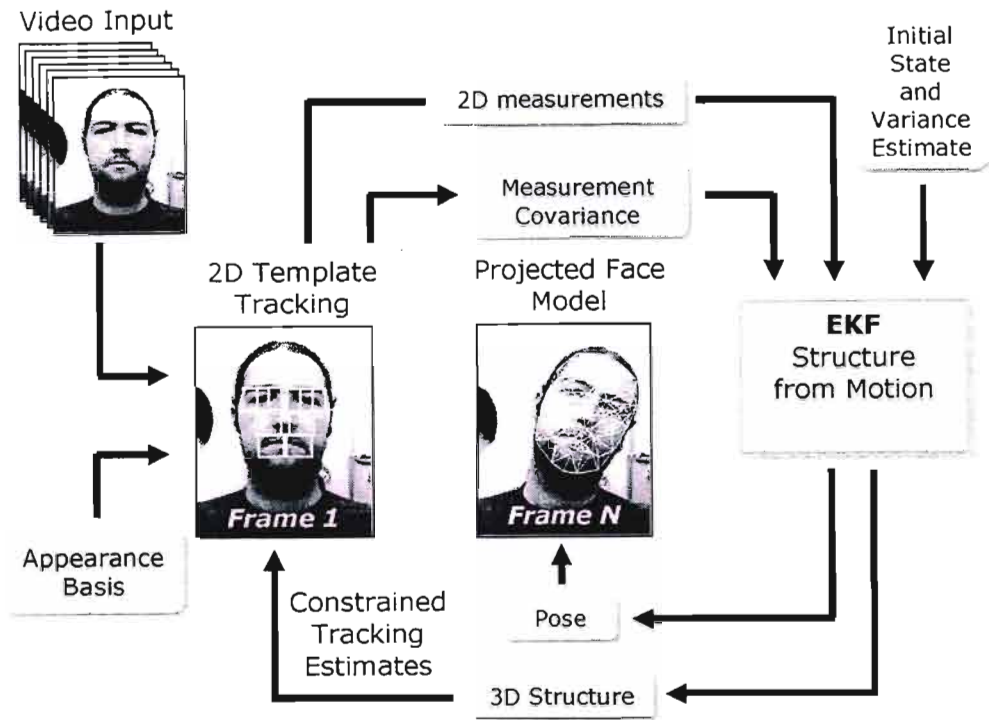 Video Input
Initial
State
and
Variance
Estimate
2D measurements
Measurement
Covariance
2D Template
Tracking
Projected Face
Model
EKF
Structure
from Motion
Frame 1
Frame N
Appearance
Basis
Constrained
Tracking
Estimates
Pose
3D Structure